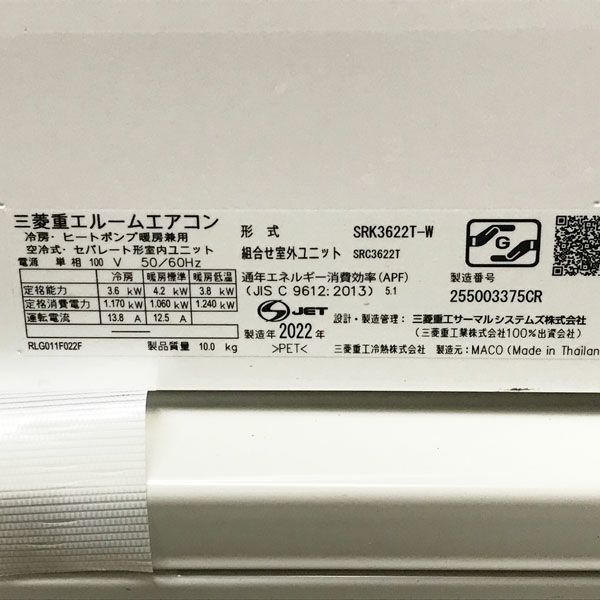 三菱重工ルームエアコン
冷房・ヒートポンプ暖房兼用
空冷式・セパレート形室内ユニット
電源 単相 100 V 50/60Hz
冷房 暖房標準 暖房低温
定格能力 3.6 kW 4.2 kW 3.8 kW
定格消費電力 1.170 kW 1.060 kW 1.240 kW
運転電流 13.8 A 12.5 A
RLG011F022F 製品質量 10.0 kg
形式 SRK3622T-W
組合せ室外ユニット SRC3622T
通年エネルギー消費効率(APF)
(JIS C 9612:2013) 5.1
S JET
製造年 2022年
>PET<
G
製造番号
255003375CR
設計・製造管理: 三菱重工サーマルシステムズ株式会社
(三菱重工業株式会社100%出資会社)
三菱重工冷熱株式会社 製造元:MACO(Made in Thailan